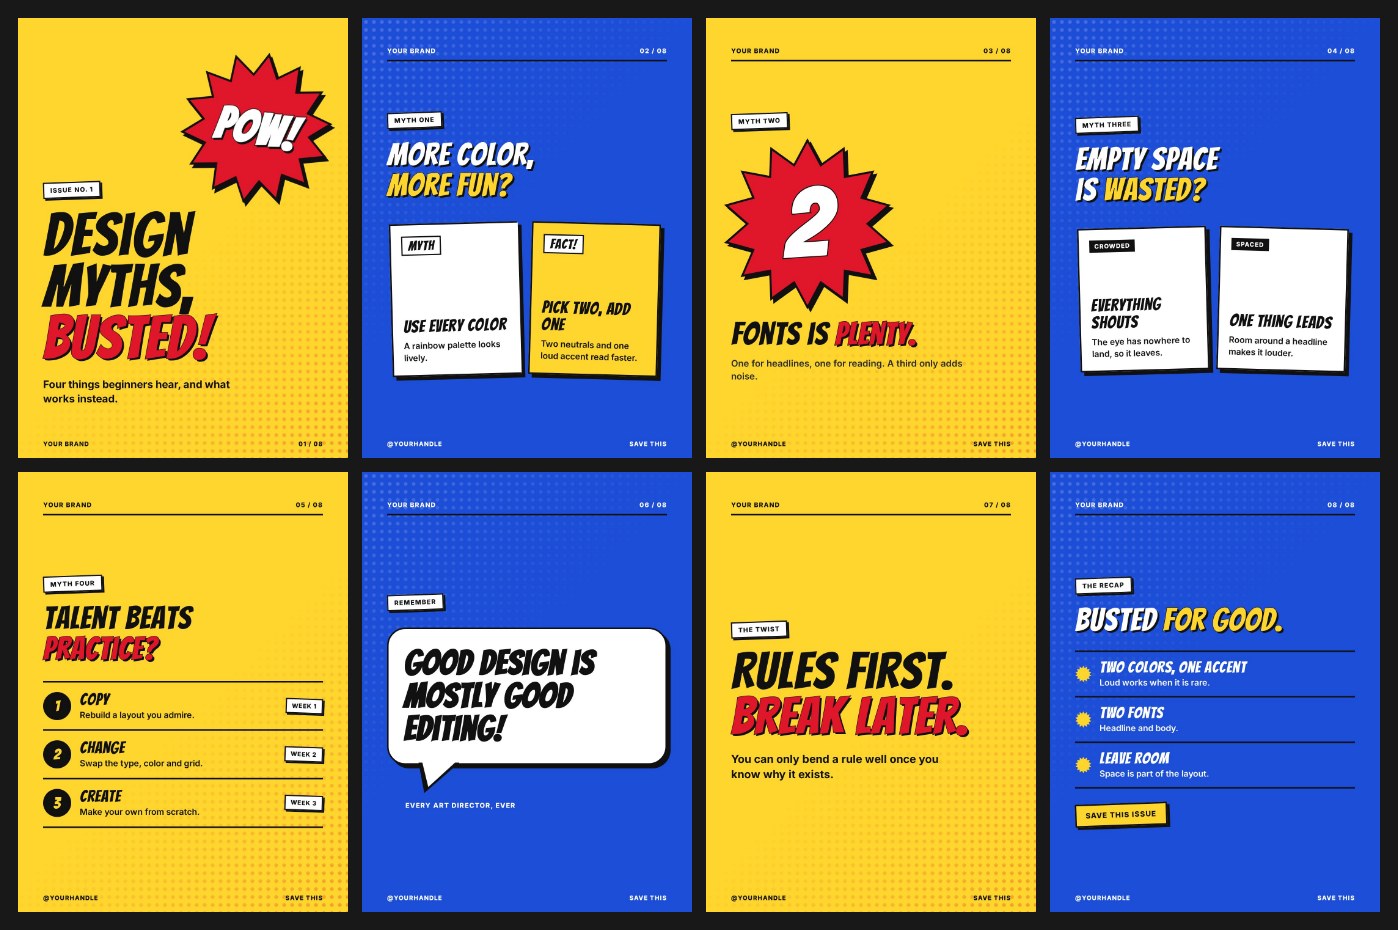 POW!
ISSUE NO. 1
DESIGN
MYTHS,
BUSTED!
Four things beginners hear, and what
works instead.
YOUR BRAND
01 / 08
YOUR BRAND
02 / 08
MYTH ONE
MORE COLOR,
MORE FUN?
MYTH
USE EVERY COLOR
A rainbow palette looks
lively.
FACT!
PICK TWO, ADD
ONE
Two neutrals and one
loud accent read faster.
@YOURHANDLE
SAVE THIS
YOUR BRAND
03 / 08
MYTH TWO
2
FONTS IS PLENTY.
One for headlines, one for reading. A third only adds
noise.
@YOURHANDLE
SAVE THIS
YOUR BRAND
04 / 08
MYTH THREE
EMPTY SPACE
IS WASTED?
CROWDED
EVERYTHING
SHOUTS
The eye has nowhere to
land, so it leaves.
SPACED
ONE THING LEADS
Room around a headline
makes it louder.
@YOURHANDLE
SAVE THIS
YOUR BRAND
05 / 08
MYTH FOUR
TALENT BEATS
PRACTICE?
1
COPY
Rebuild a layout you admire.
WEEK 1
2
CHANGE
Swap the type, color and grid.
WEEK 2
3
CREATE
Make your own from scratch.
WEEK 3
@YOURHANDLE
SAVE THIS
YOUR BRAND
06 / 08
REMEMBER
GOOD DESIGN IS
MOSTLY GOOD
EDITING!
EVERY ART DIRECTOR, EVER
@YOURHANDLE
SAVE THIS
YOUR BRAND
07 / 08
THE TWIST
RULES FIRST.
BREAK LATER.
You can only bend a rule well once you
know why it exists.
@YOURHANDLE
SAVE THIS
YOUR BRAND
08 / 08
THE RECAP
BUSTED FOR GOOD.
TWO COLORS, ONE ACCENT
Loud works when it is rare.
TWO FONTS
Headline and body.
LEAVE ROOM
Space is part of the layout.
SAVE THIS ISSUE
@YOURHANDLE
SAVE THIS